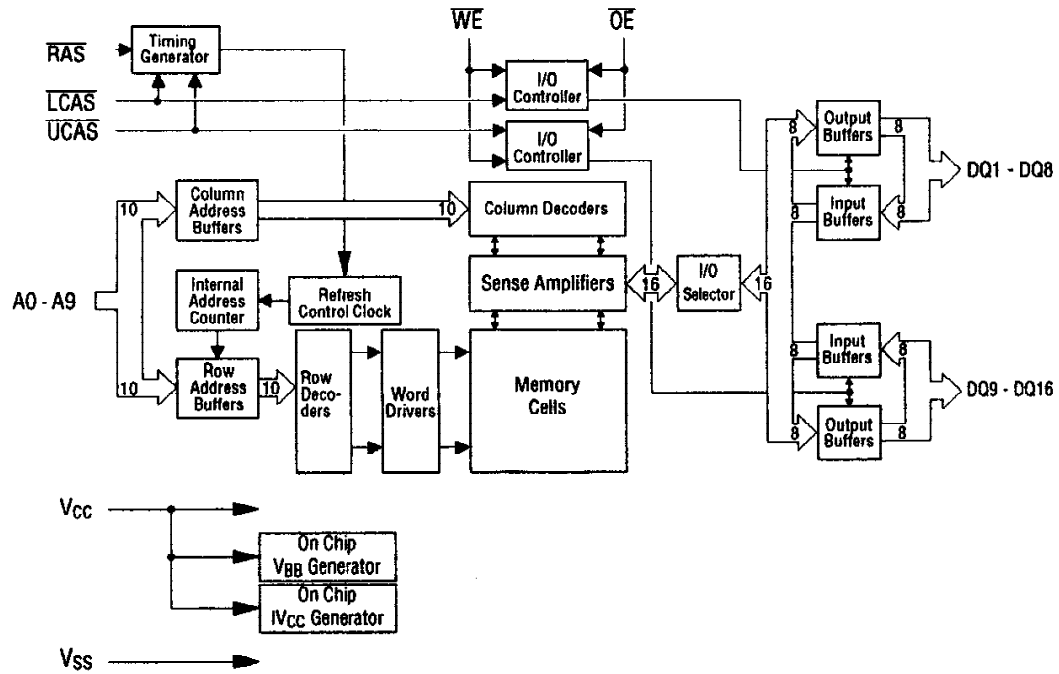 WE
OE
RAS
Timing
Generator
LCAS
UCAS
I/O
Controller
I/O
Controller
8
Output
Buffers
8
DQ1 - DQ8
8
Input
Buffers
8
10
Column
Address
Buffers
10
Column Decoders
A0 - A9
Internal
Address
Counter
Refresh
Control Clock
Sense Amplifiers
16
I/O
Selector
16
10
Row
Address
Buffers
10
Row
Deco-
ders
Word
Drivers
Memory
Cells
8
Input
Buffers
8
DQ9 - DQ16
8
Output
Buffers
8
VCC
On Chip
VBB Generator
On Chip
IVCC Generator
VSS